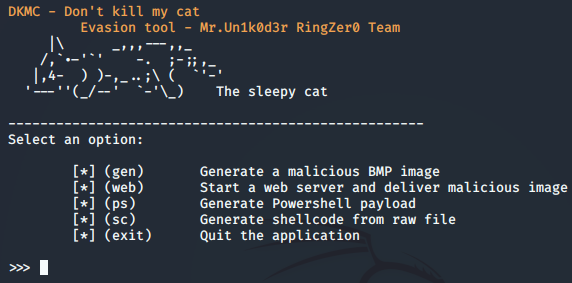 DKMC - Don't kill my cat
Evasion tool - Mr.Un1k0d3r RingZer0 Team
      |\      _,,,---,,_
     /,`.-'`'    -.  ;-;;,_
    |,4-  ) )-,_..;\ (  `'-'
   '---''(_/--'  `-'\_)    The sleepy cat
----------------------------------------------------
Select an option:
[*] (gen) Generate a malicious BMP image
[*] (web) Start a web server and deliver malicious image
[*] (ps) Generate Powershell payload
[*] (sc) Generate shellcode from raw file
[*] (exit) Quit the application
>>>